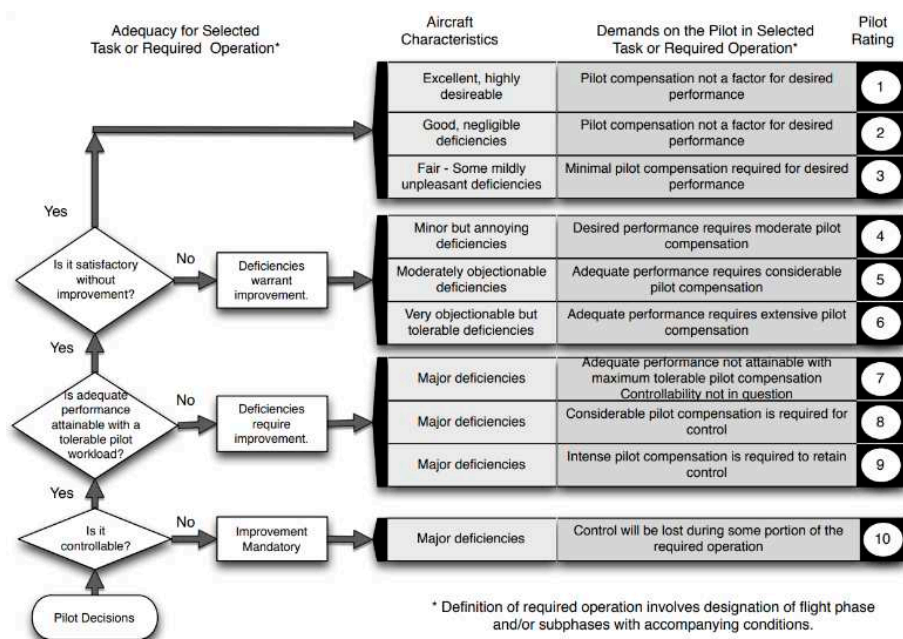 Adequacy for Selected
Task or Required Operation*
Aircraft
Characteristics
Demands on the Pilot in Selected
Task or Required Operation*
Pilot
Rating
Excellent, highly
desireable
Pilot compensation not a factor for desired
performance
1
Good, negligible
deficiencies
Pilot compensation not a factor for desired
performance
2
Fair - Some mildly
unpleasant deficiencies
Minimal pilot compensation required for desired
performance
3
Yes
Is it satisfactory
without
improvement?
No
Deficiencies
warrant
improvement.
Minor but annoying
deficiencies
Desired performance requires moderate pilot
compensation
4
Moderately objectionable
deficiencies
Adequate performance requires considerable
pilot compensation
5
Very objectionable but
tolerable deficiencies
Adequate performance requires extensive pilot
compensation
6
Yes
Is adequate
performance
attainable with a
tolerable pilot
workload?
No
Deficiencies
require
improvement.
Major deficiencies
Adequate performance not attainable with
maximum tolerable pilot compensation
Controllability not in question
7
Major deficiencies
Considerable pilot compensation is required for
control
8
Major deficiencies
Intense pilot compensation is required to retain
control
9
Yes
Is it
controllable?
No
Improvement
Mandatory
Major deficiencies
Control will be lost during some portion of the
required operation
10
Pilot Decisions
* Definition of required operation involves designation of flight phase
and/or subphases with accompanying conditions.